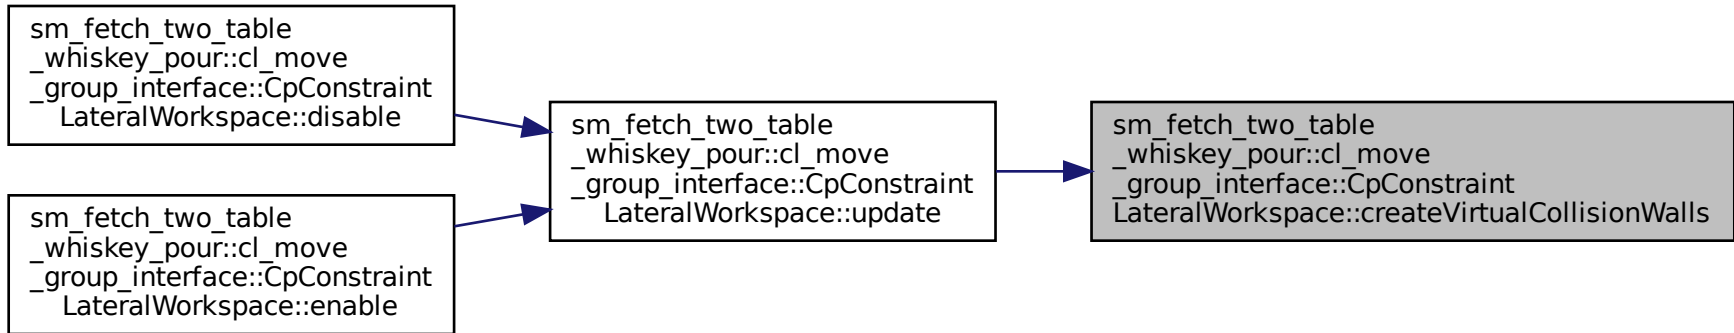 sm_fetch_two_table
_whiskey_pour::cl_move
_group_interface::CpConstraint
LateralWorkspace::disable
sm_fetch_two_table
_whiskey_pour::cl_move
_group_interface::CpConstraint
LateralWorkspace::enable
sm_fetch_two_table
_whiskey_pour::cl_move
_group_interface::CpConstraint
LateralWorkspace::update
sm_fetch_two_table
_whiskey_pour::cl_move
_group_interface::CpConstraint
LateralWorkspace::createVirtualCollisionWalls